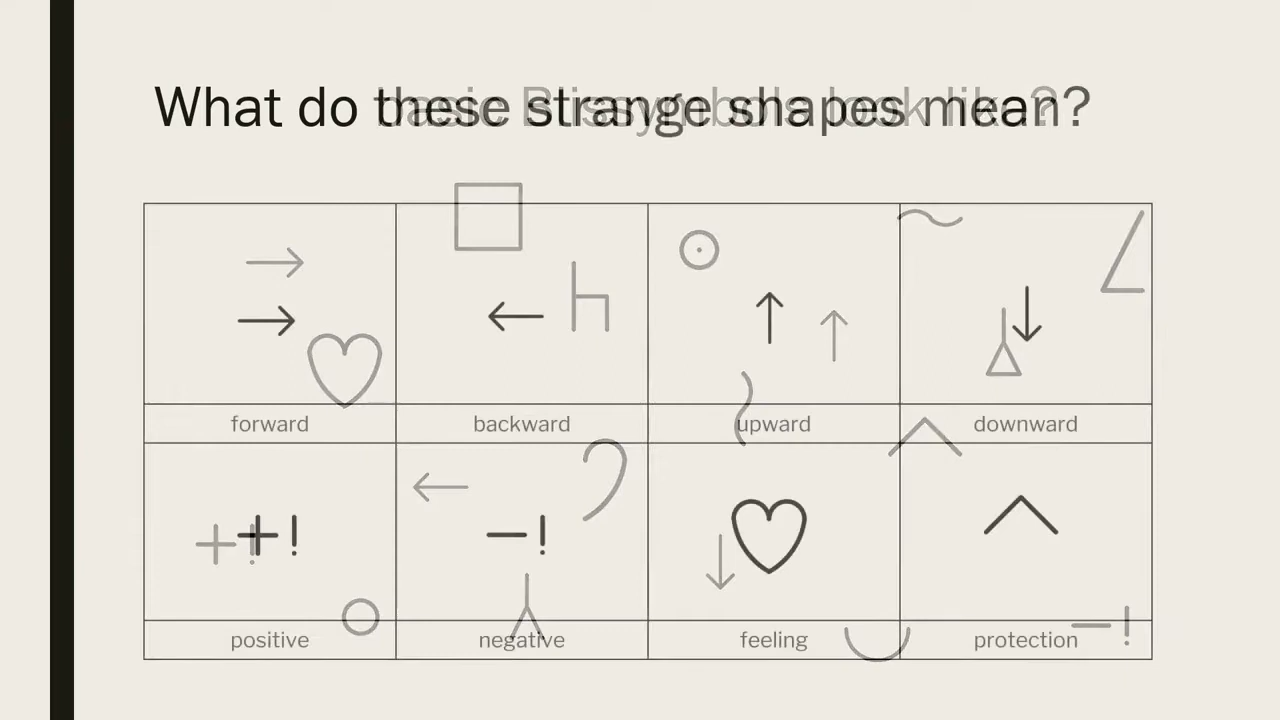 What do these strange shapes mean?
forward backward upward downward
+! −!
positive negative feeling protection